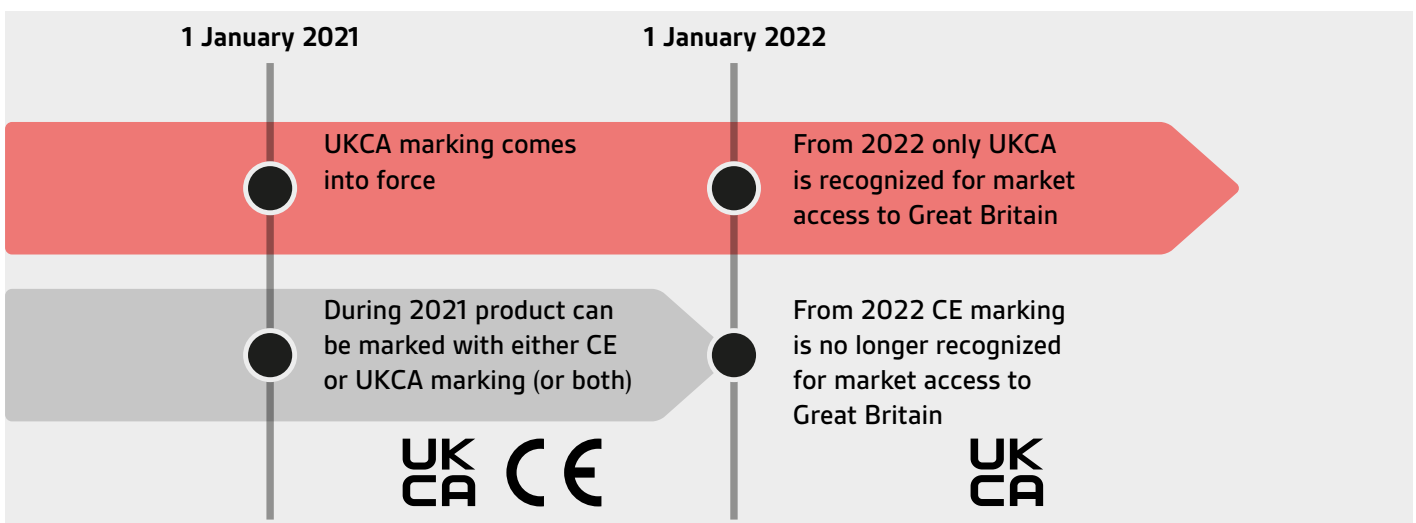 1 January 2021
1 January 2022
UKCA marking comes
into force
From 2022 only UKCA
is recognized for market
access to Great Britain
During 2021 product can
be marked with either CE
or UKCA marking (or both)
From 2022 CE marking
is no longer recognized
for market access to
Great Britain
UK
CA
CE
UK
CA